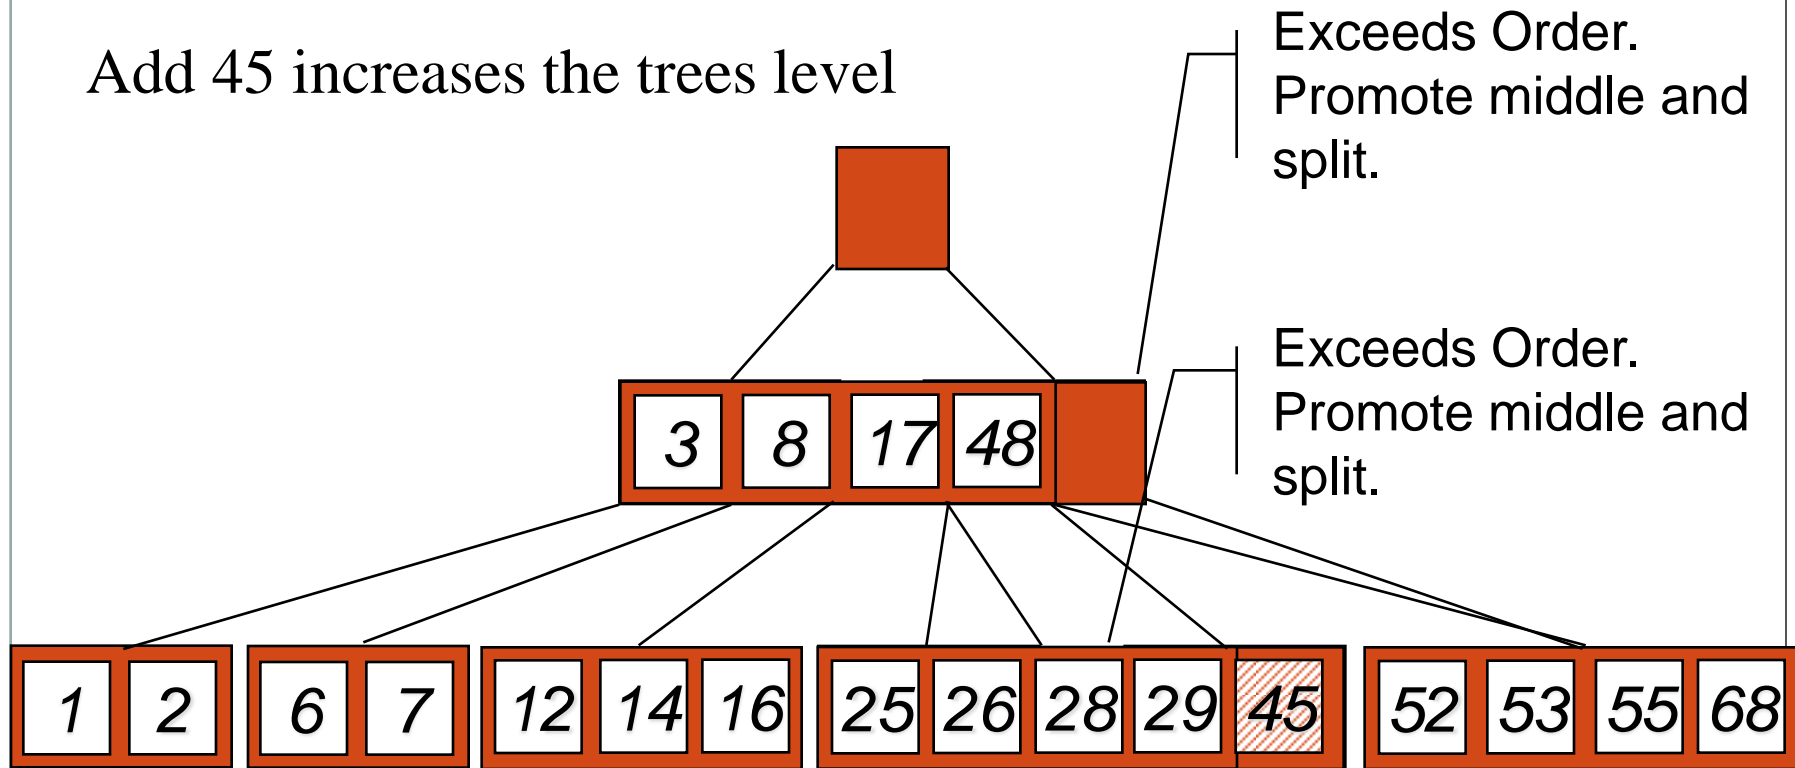 Add 45 increases the trees level
Exceeds Order.
Promote middle and
split.
3 8 17 48
Exceeds Order.
Promote middle and
split.
1 2 6 7 12 14 16 25 26 28 29 45 52 53 55 68